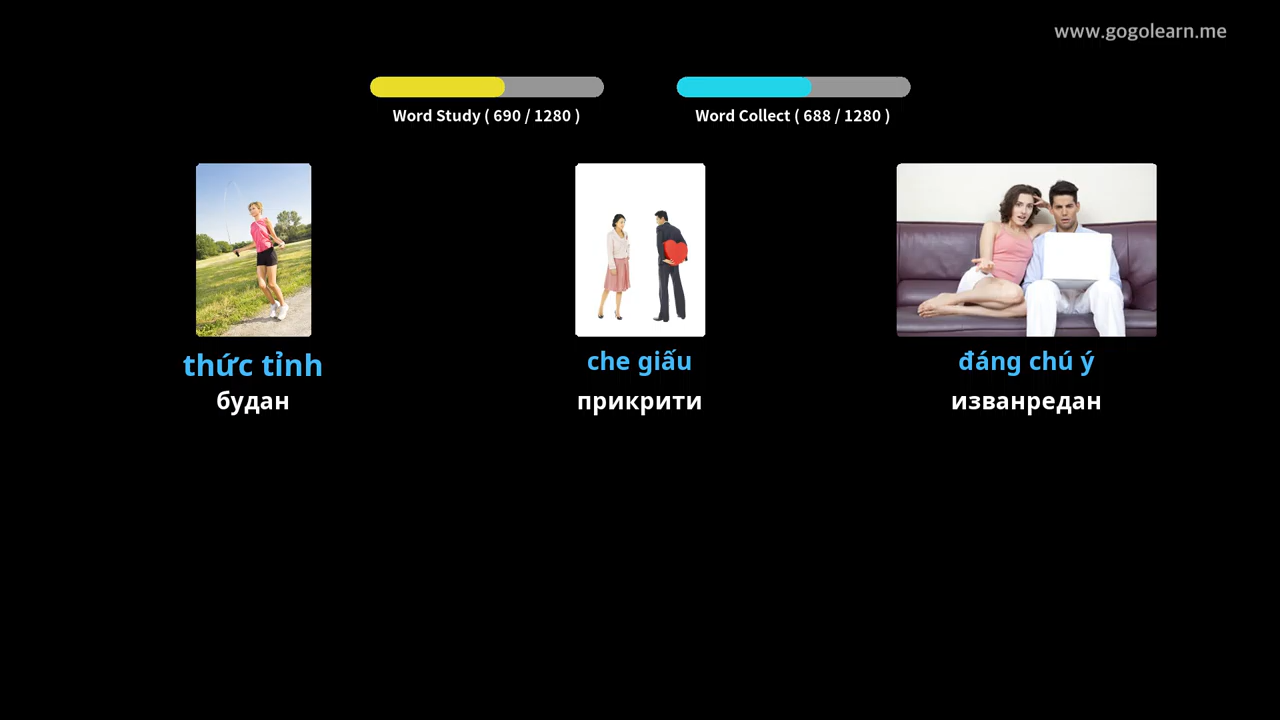 www.gogolearn.me
Word Study ( 690 / 1280 )
Word Collect ( 688 / 1280 )
thức tỉnh
будан
che giấu
прикрити
đáng chú ý
изванредан